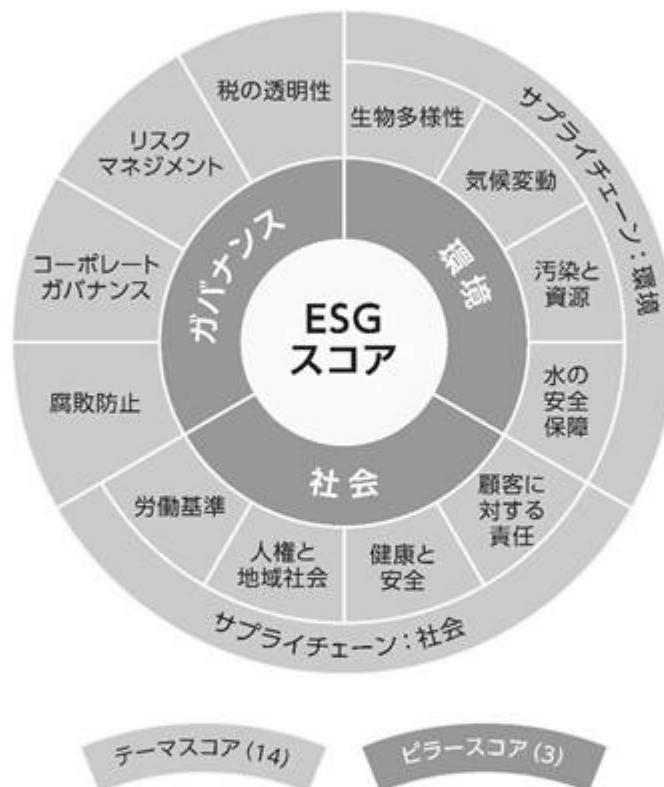 ESG
スコア
環境
社会
ガバナンス
生物多様性
気候変動
汚染と
資源
水の
安全
保障
サプライチェーン：環境
顧客に
対する
責任
健康と
安全
人権と
地域社会
労働基準
サプライチェーン：社会
腐敗防止
コーポレート
ガバナンス
リスク
マネジメント
税の透明性
テーマスコア (14)
ピラースコア (3)